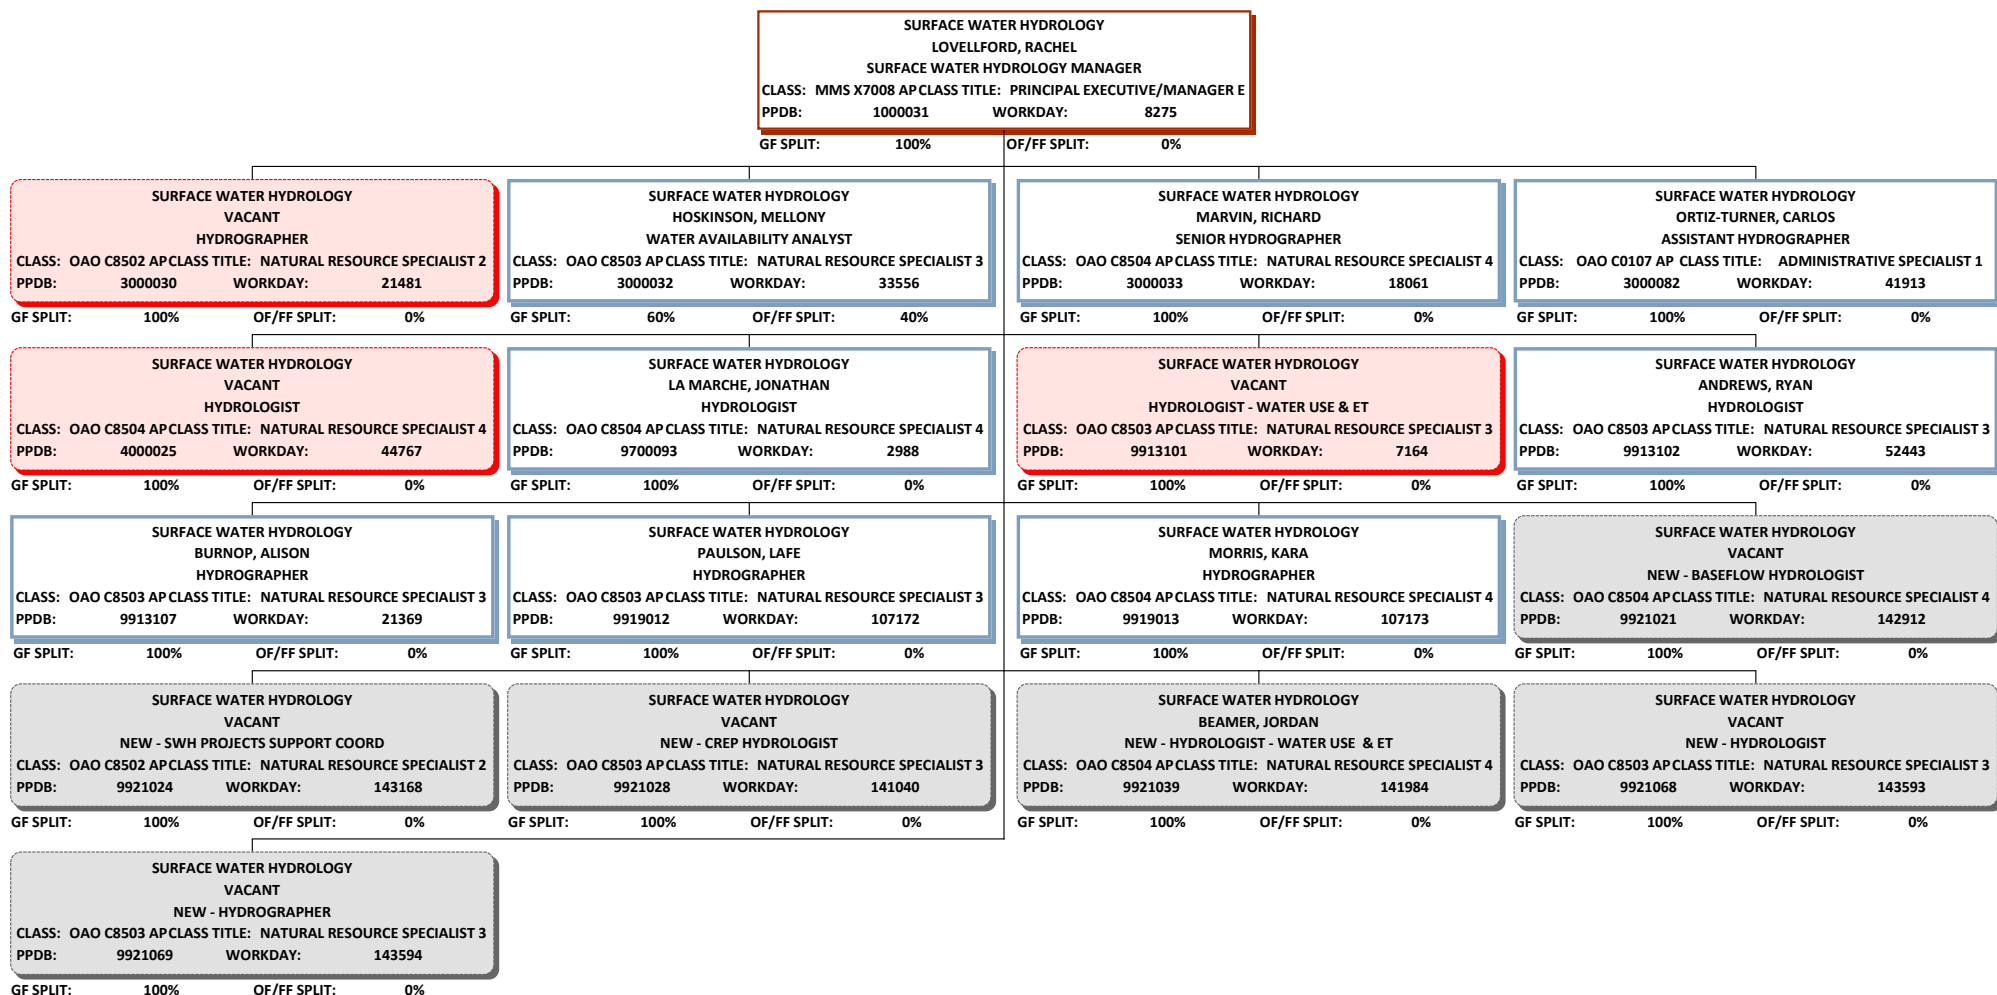 SURFACE WATER HYDROLOGY
LOVELLFORD, RACHEL
SURFACE WATER HYDROLOGY MANAGER
CLASS: MMS X7008 AP CLASS TITLE: PRINCIPAL EXECUTIVE/MANAGER E
PPDB: 1000031 WORKDAY: 8275
GF SPLIT: 100% OF/FF SPLIT: 0%
SURFACE WATER HYDROLOGY
VACANT
HYDROGRAPHER
CLASS: OAO C8502 AP CLASS TITLE: NATURAL RESOURCE SPECIALIST 2
PPDB: 3000030 WORKDAY: 21481
GF SPLIT: 100% OF/FF SPLIT: 0%
SURFACE WATER HYDROLOGY
HOSKINSON, MELLONY
WATER AVAILABILITY ANALYST
CLASS: OAO C8503 AP CLASS TITLE: NATURAL RESOURCE SPECIALIST 3
PPDB: 3000032 WORKDAY: 33556
GF SPLIT: 60% OF/FF SPLIT: 40%
SURFACE WATER HYDROLOGY
MARVIN, RICHARD
SENIOR HYDROGRAPHER
CLASS: OAO C8504 AP CLASS TITLE: NATURAL RESOURCE SPECIALIST 4
PPDB: 3000033 WORKDAY: 18061
GF SPLIT: 100% OF/FF SPLIT: 0%
SURFACE WATER HYDROLOGY
ORTIZ-TURNER, CARLOS
ASSISTANT HYDROGRAPHER
CLASS: OAO C0107 AP CLASS TITLE: ADMINISTRATIVE SPECIALIST 1
PPDB: 3000082 WORKDAY: 41913
GF SPLIT: 100% OF/FF SPLIT: 0%
SURFACE WATER HYDROLOGY
VACANT
HYDROLOGIST
CLASS: OAO C8504 AP CLASS TITLE: NATURAL RESOURCE SPECIALIST 4
PPDB: 4000025 WORKDAY: 44767
GF SPLIT: 100% OF/FF SPLIT: 0%
SURFACE WATER HYDROLOGY
LA MARCHE, JONATHAN
HYDROLOGIST
CLASS: OAO C8504 AP CLASS TITLE: NATURAL RESOURCE SPECIALIST 4
PPDB: 9700093 WORKDAY: 2988
GF SPLIT: 100% OF/FF SPLIT: 0%
SURFACE WATER HYDROLOGY
VACANT
HYDROLOGIST - WATER USE & ET
CLASS: OAO C8503 AP CLASS TITLE: NATURAL RESOURCE SPECIALIST 3
PPDB: 9913101 WORKDAY: 7164
GF SPLIT: 100% OF/FF SPLIT: 0%
SURFACE WATER HYDROLOGY
ANDREWS, RYAN
HYDROLOGIST
CLASS: OAO C8503 AP CLASS TITLE: NATURAL RESOURCE SPECIALIST 3
PPDB: 9913102 WORKDAY: 52443
GF SPLIT: 100% OF/FF SPLIT: 0%
SURFACE WATER HYDROLOGY
BURNOP, ALISON
HYDROGRAPHER
CLASS: OAO C8503 AP CLASS TITLE: NATURAL RESOURCE SPECIALIST 3
PPDB: 9913107 WORKDAY: 21369
GF SPLIT: 100% OF/FF SPLIT: 0%
SURFACE WATER HYDROLOGY
PAULSON, LAFE
HYDROGRAPHER
CLASS: OAO C8503 AP CLASS TITLE: NATURAL RESOURCE SPECIALIST 3
PPDB: 9919012 WORKDAY: 107172
GF SPLIT: 100% OF/FF SPLIT: 0%
SURFACE WATER HYDROLOGY
MORRIS, KARA
HYDROGRAPHER
CLASS: OAO C8504 AP CLASS TITLE: NATURAL RESOURCE SPECIALIST 4
PPDB: 9919013 WORKDAY: 107173
GF SPLIT: 100% OF/FF SPLIT: 0%
SURFACE WATER HYDROLOGY
VACANT
NEW - BASEFLOW HYDROLOGIST
CLASS: OAO C8504 AP CLASS TITLE: NATURAL RESOURCE SPECIALIST 4
PPDB: 9921021 WORKDAY: 142912
GF SPLIT: 100% OF/FF SPLIT: 0%
SURFACE WATER HYDROLOGY
VACANT
NEW - SWH PROJECTS SUPPORT COORD
CLASS: OAO C8502 AP CLASS TITLE: NATURAL RESOURCE SPECIALIST 2
PPDB: 9921024 WORKDAY: 143168
GF SPLIT: 100% OF/FF SPLIT: 0%
SURFACE WATER HYDROLOGY
VACANT
NEW - CREP HYDROLOGIST
CLASS: OAO C8503 AP CLASS TITLE: NATURAL RESOURCE SPECIALIST 3
PPDB: 9921028 WORKDAY: 141040
GF SPLIT: 100% OF/FF SPLIT: 0%
SURFACE WATER HYDROLOGY
BEAMER, JORDAN
NEW - HYDROLOGIST - WATER USE & ET
CLASS: OAO C8504 AP CLASS TITLE: NATURAL RESOURCE SPECIALIST 4
PPDB: 9921039 WORKDAY: 141984
GF SPLIT: 100% OF/FF SPLIT: 0%
SURFACE WATER HYDROLOGY
VACANT
NEW - HYDROLOGIST
CLASS: OAO C8503 AP CLASS TITLE: NATURAL RESOURCE SPECIALIST 3
PPDB: 9921068 WORKDAY: 143593
GF SPLIT: 100% OF/FF SPLIT: 0%
SURFACE WATER HYDROLOGY
VACANT
NEW - HYDROGRAPHER
CLASS: OAO C8503 AP CLASS TITLE: NATURAL RESOURCE SPECIALIST 3
PPDB: 9921069 WORKDAY: 143594
GF SPLIT: 100% OF/FF SPLIT: 0%